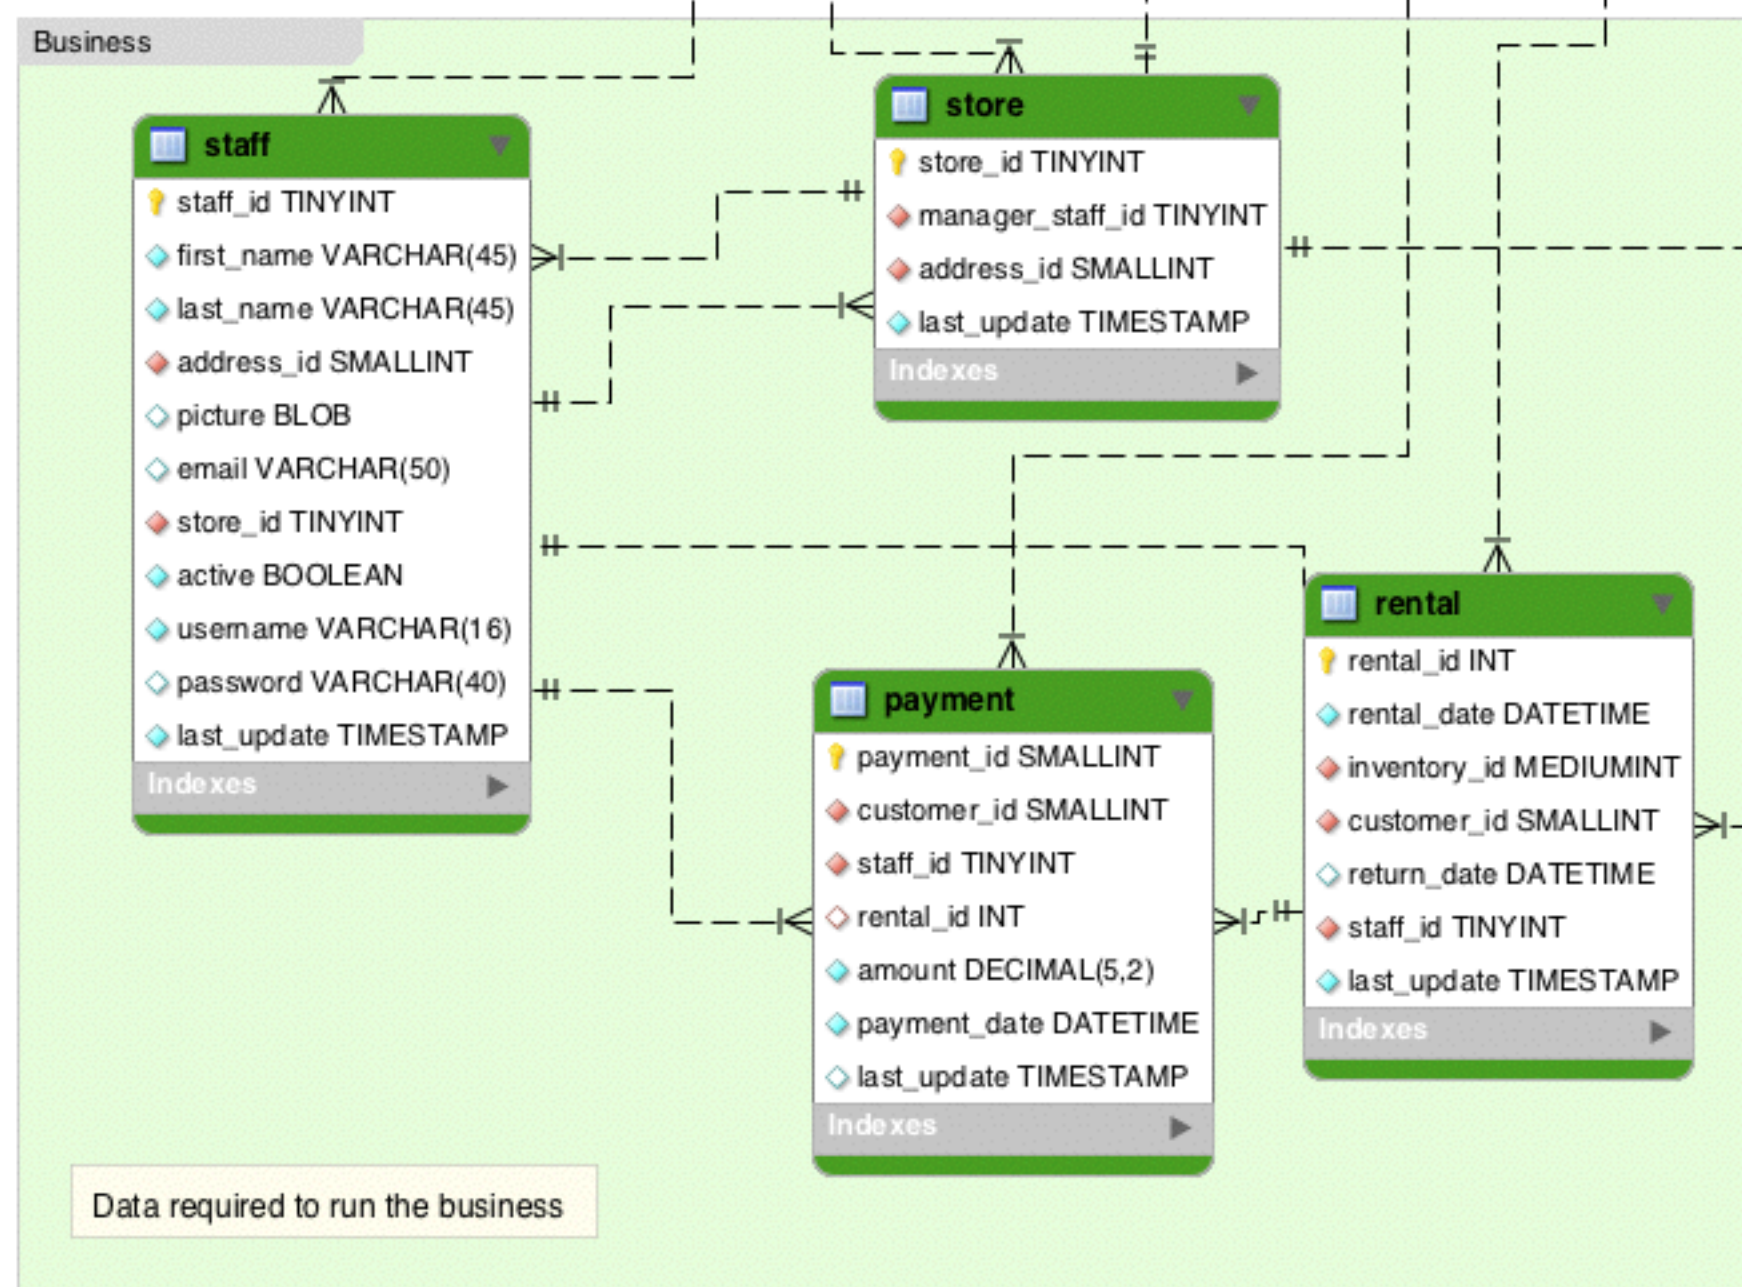 Business
staff
staff_id TINYINT
first_name VARCHAR(45)
last_name VARCHAR(45)
address_id SMALLINT
picture BLOB
email VARCHAR(50)
store_id TINYINT
active BOOLEAN
username VARCHAR(16)
password VARCHAR(40)
last_update TIMESTAMP
Indexes
store
store_id TINYINT
manager_staff_id TINYINT
address_id SMALLINT
last_update TIMESTAMP
Indexes
payment
payment_id SMALLINT
customer_id SMALLINT
staff_id TINYINT
rental_id INT
amount DECIMAL(5,2)
payment_date DATETIME
last_update TIMESTAMP
Indexes
rental
rental_id INT
rental_date DATETIME
inventory_id MEDIUMINT
customer_id SMALLINT
return_date DATETIME
staff_id TINYINT
last_update TIMESTAMP
Indexes
Data required to run the business